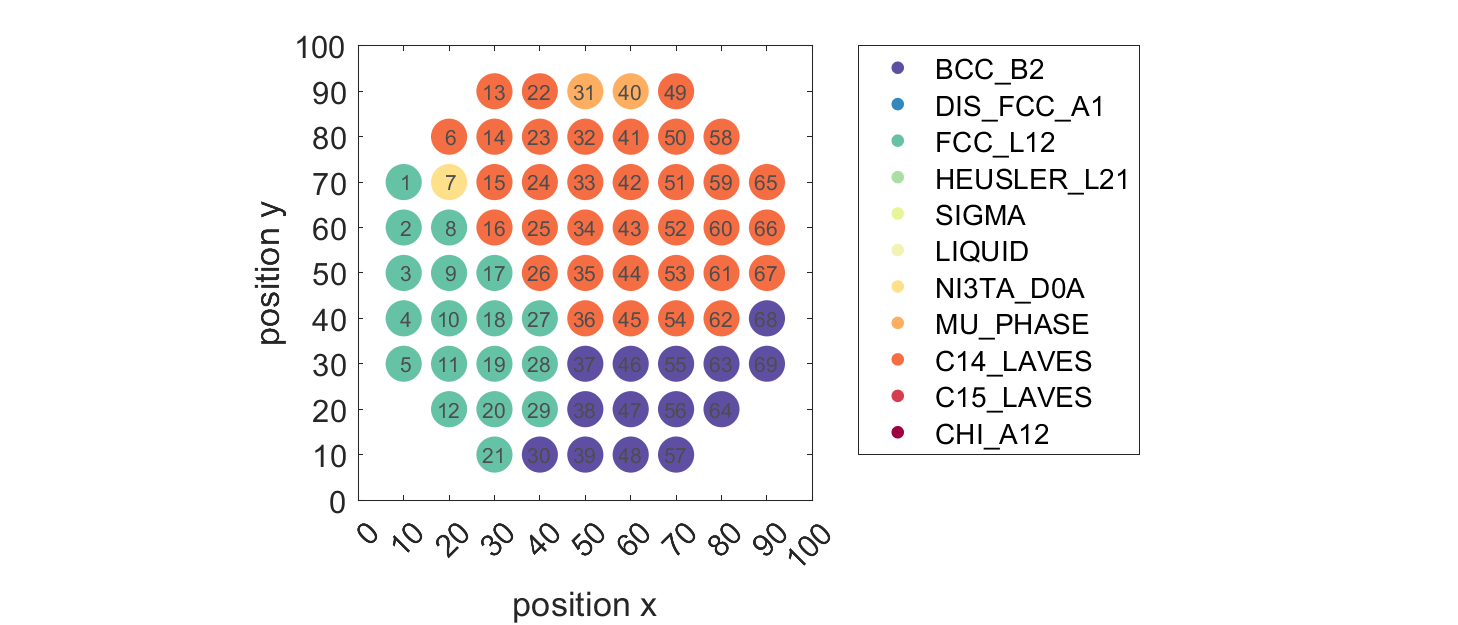 100
90
80
70
60
50
40
30
20
10
0
position y
13 22 31 40 49
6 14 23 32 41 50 58
1 7 15 24 33 42 51 59 65
2 8 16 25 34 43 52 60 66
3 9 17 26 35 44 53 61 67
4 10 18 27 36 45 54 62 68
5 11 19 28 37 46 55 63 69
12 20 29 38 47 56 64
21 30 39 48 57
0 10 20 30 40 50 60 70 80 90 100
position x
BCC_B2
DIS_FCC_A1
FCC_L12
HEUSLER_L21
SIGMA
LIQUID
NI3TA_D0A
MU_PHASE
C14_LAVES
C15_LAVES
CHI_A12